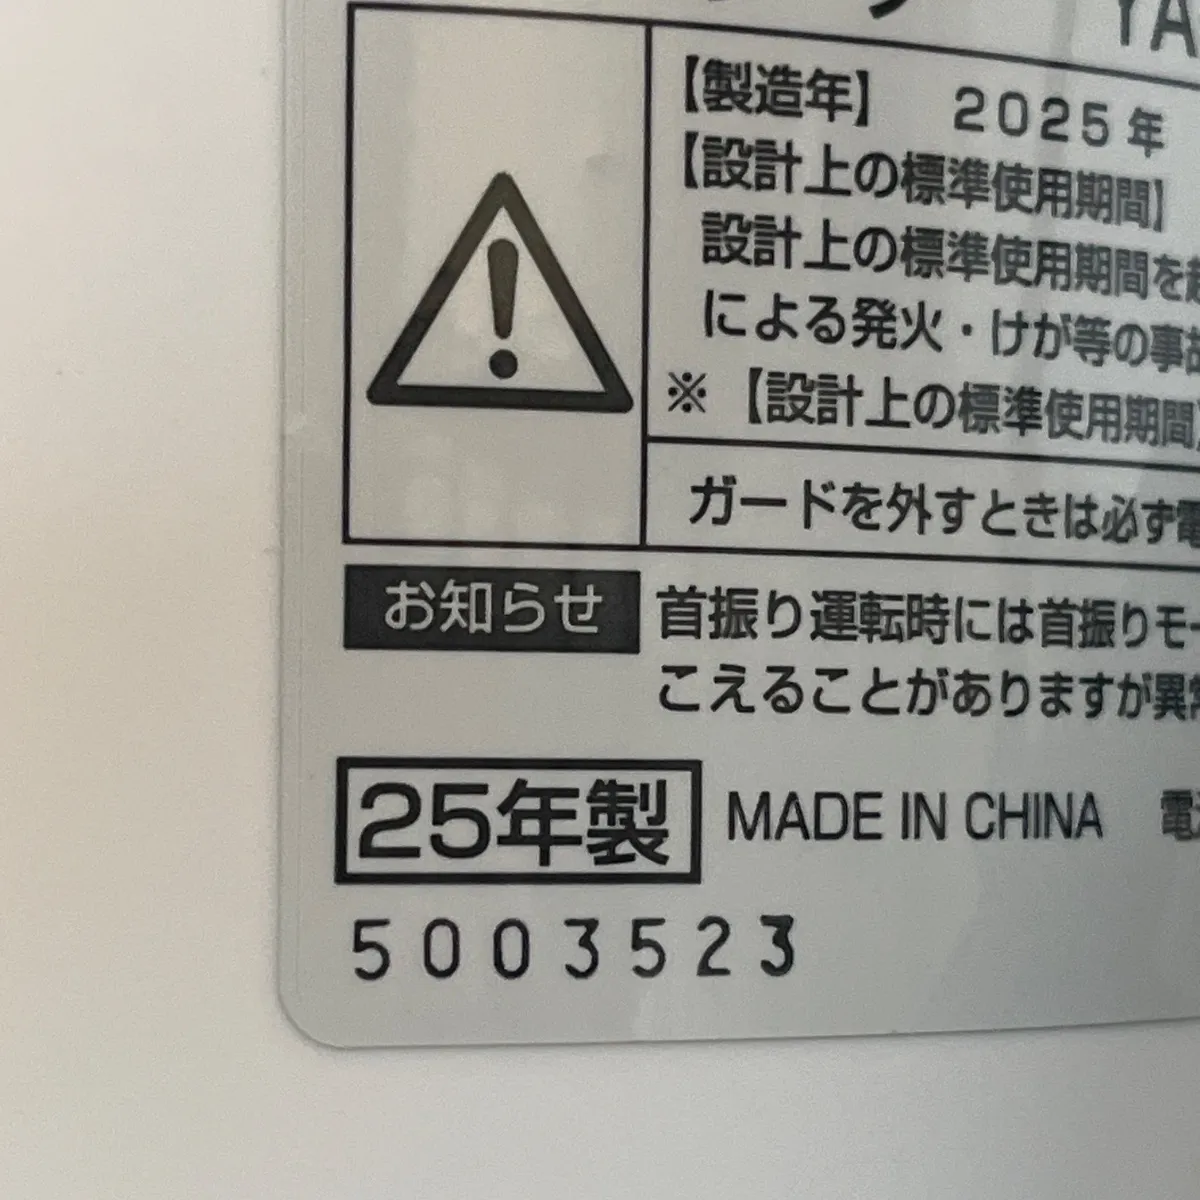 【製造年】 2025年
【設計上の標準使用期間】
設計上の標準使用期間を
による発火・けが等の事故
※【設計上の標準使用期間
ガードを外すときは必ず電
お知らせ 首振り運転時には首振りモー
こえることがありますが異常
25年製 MADE IN CHINA 電
5003523